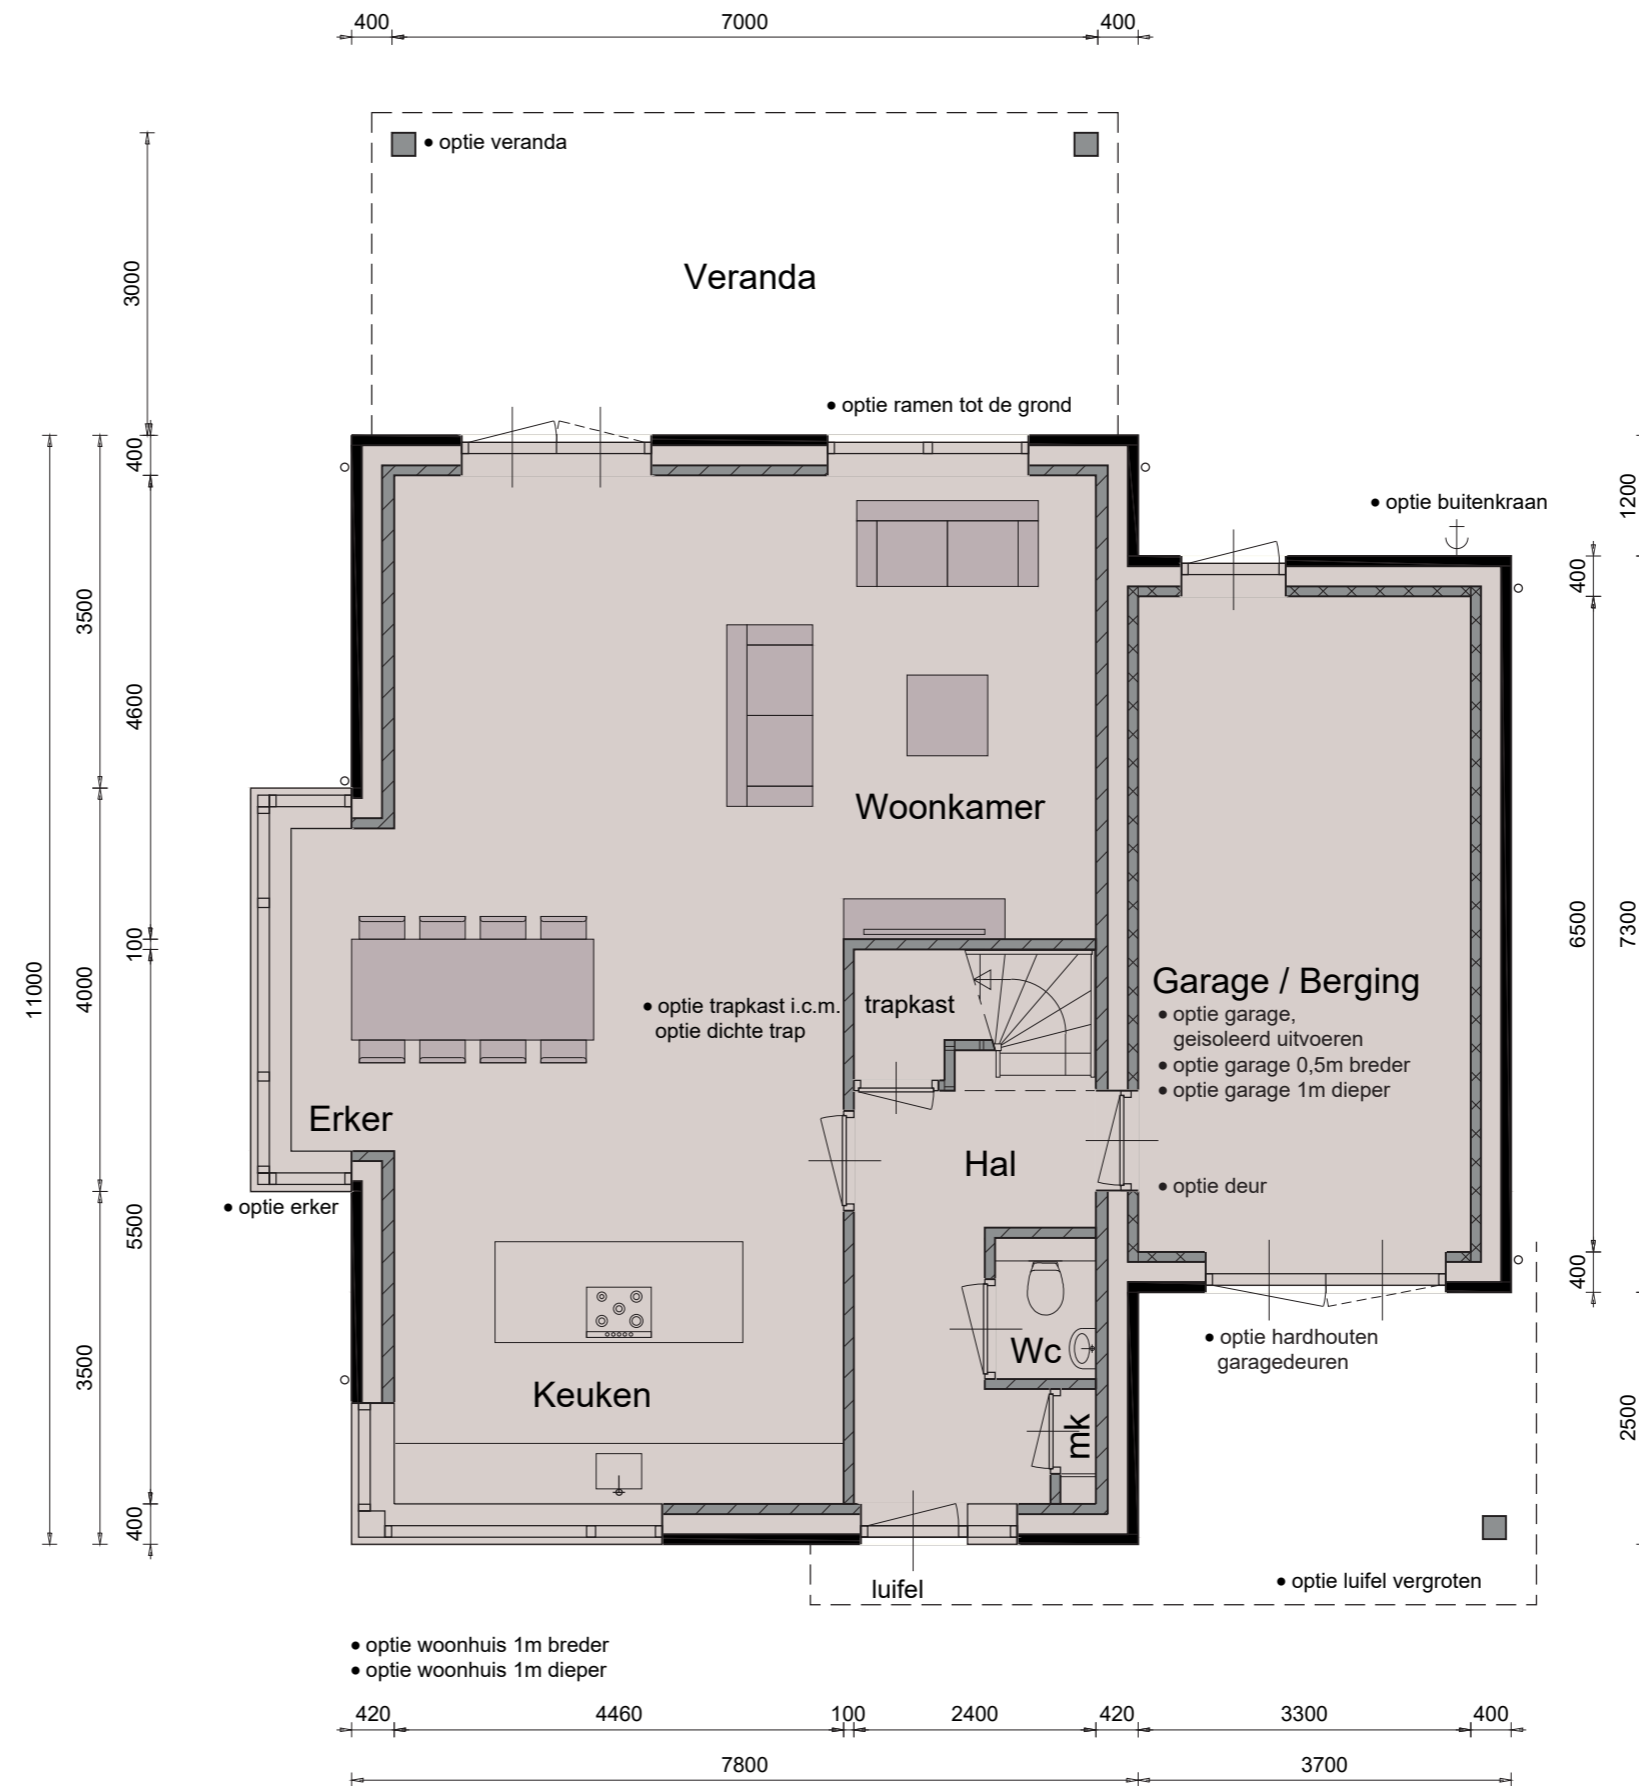 400 7000 400
• optie veranda
Veranda
3000
• optie ramen tot de grond
400
1200
• optie buitenkraan
400
3500
4600
Woonkamer
100
6500
7300
11000
4000
Garage / Berging
• optie trapkast i.c.m.
optie dichte trap
trapkast
• optie garage,
geisoleerd uitvoeren
• optie garage 0,5m breder
• optie garage 1m dieper
Erker
Hal
• optie deur
• optie erker
5500
400
• optie hardhouten
garagedeuren
Wc
3500
Keuken
mk
2500
400
luifel
• optie luifel vergroten
• optie woonhuis 1m breder
• optie woonhuis 1m dieper
420 4460 100 2400 420 3300 400
7800 3700